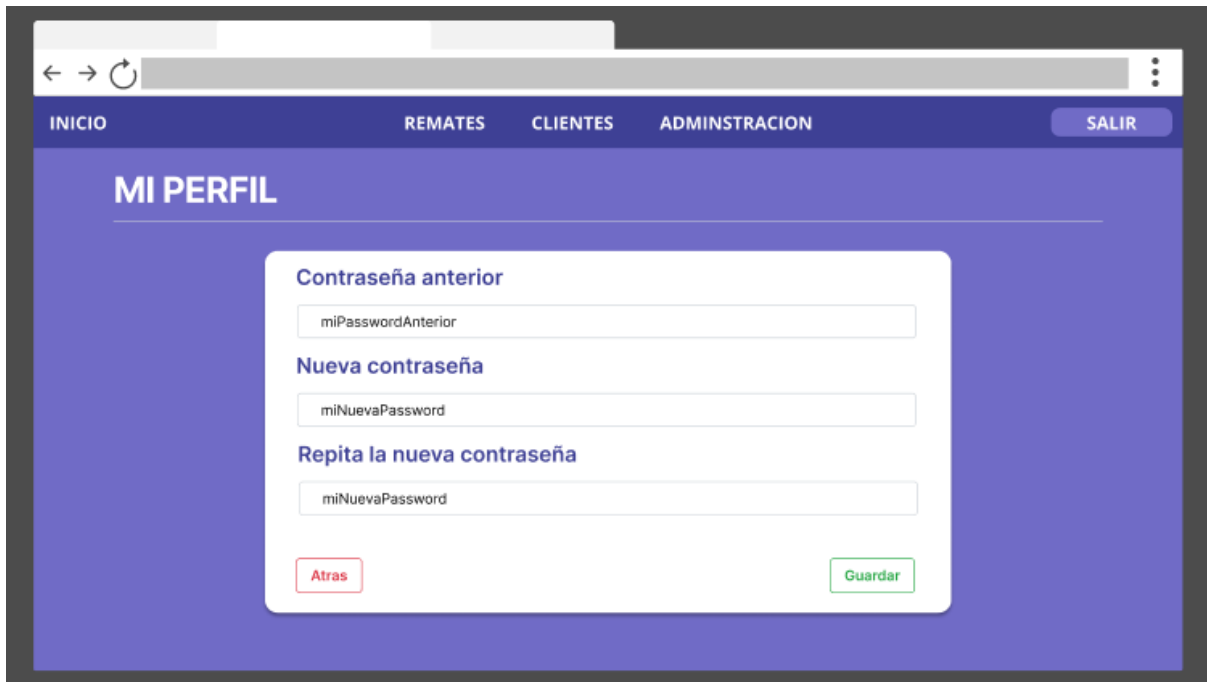 INICIO REMATES CLIENTES ADMINSTRACION SALIR
MI PERFIL
Contraseña anterior
miPasswordAnterior
Nueva contraseña
miNuevaPassword
Repita la nueva contraseña
miNuevaPassword
Atras Guardar